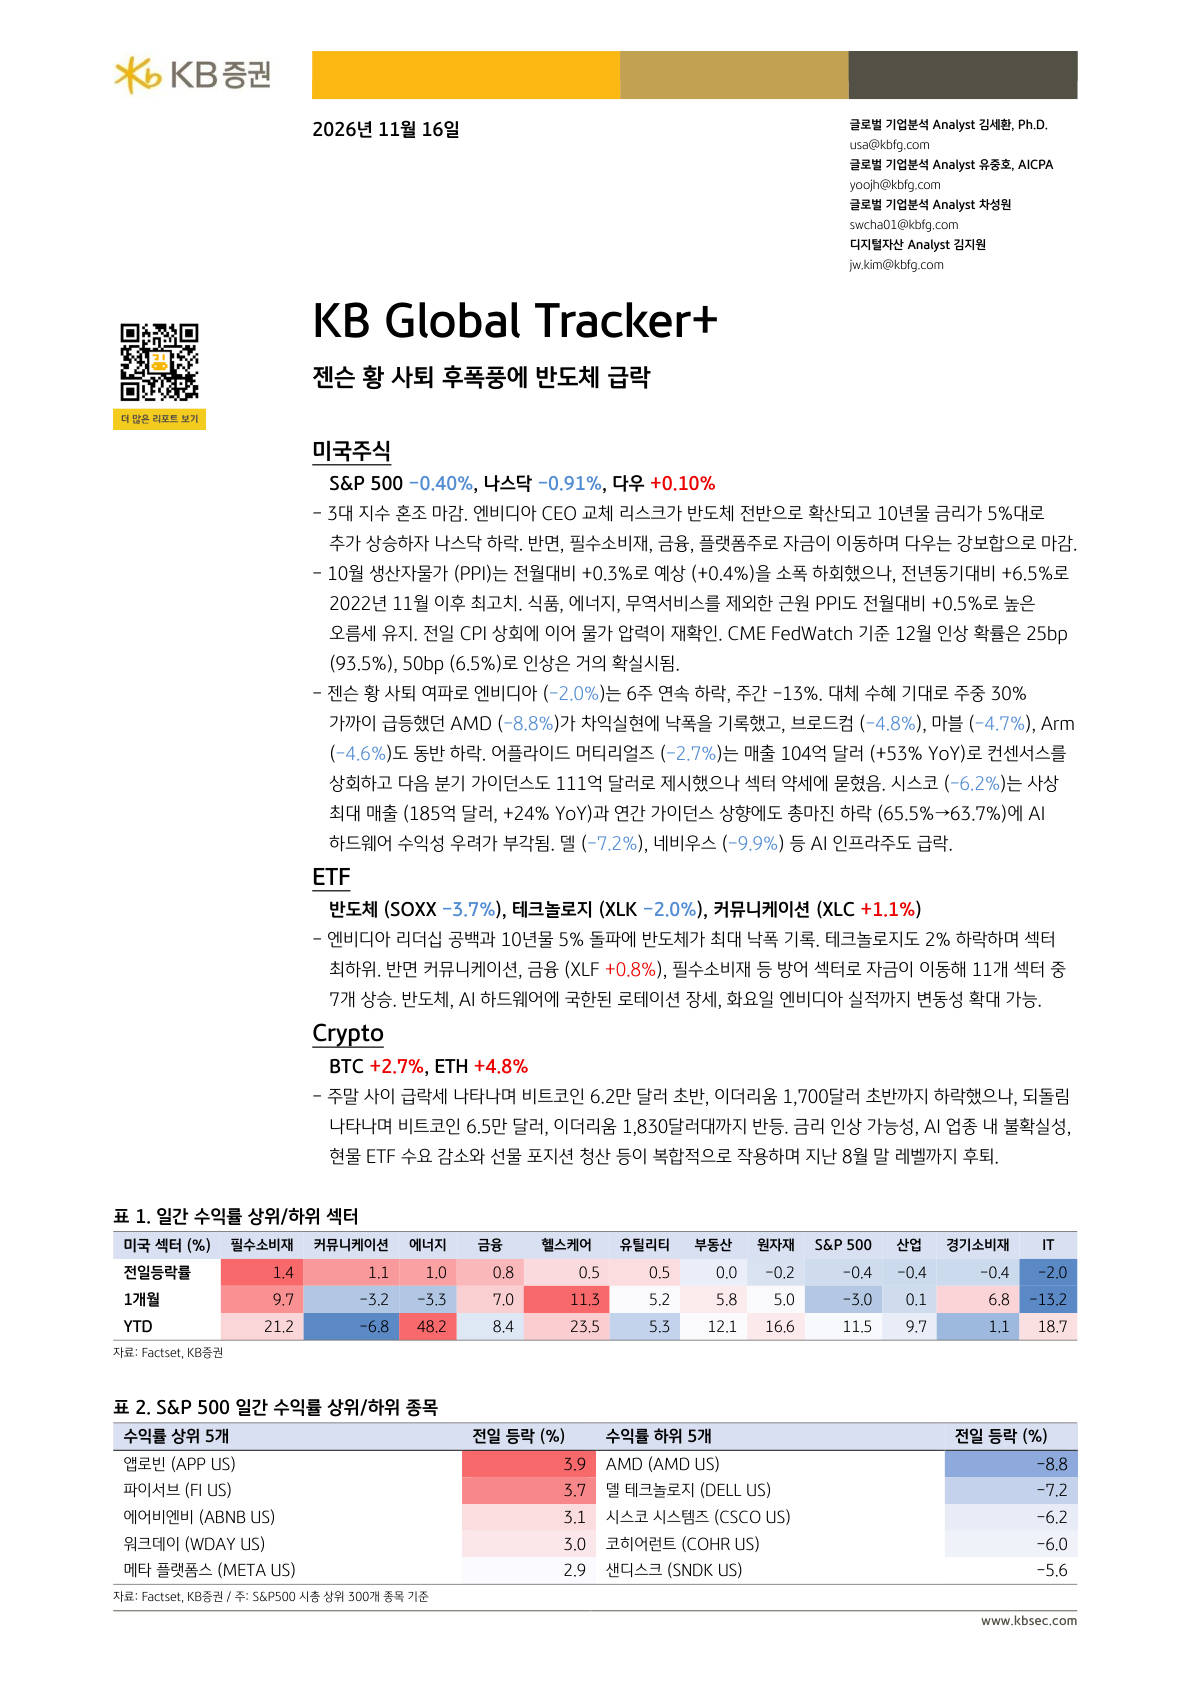 KB증권
2026년 11월 16일
글로벌 기업분석 Analyst 김세환, Ph.D.
usa@kbfg.com
글로벌 기업분석 Analyst 유중호, AICPA
yoojh@kbfg.com
글로벌 기업분석 Analyst 차성원
swcha01@kbfg.com
디지털자산 Analyst 김지원
jw.kim@kbfg.com
KB Global Tracker+
젠슨 황 사퇴 후폭풍에 반도체 급락
더 많은 리포트 보기
미국주식
S&P 500 -0.40%, 나스닥 -0.91%, 다우 +0.10%
- 3대 지수 혼조 마감. 엔비디아 CEO 교체 리스크가 반도체 전반으로 확산되고 10년물 금리가 5%대로
추가 상승하자 나스닥 하락. 반면, 필수소비재, 금융, 플랫폼주로 자금이 이동하며 다우는 강보합으로 마감.
- 10월 생산자물가 (PPI)는 전월대비 +0.3%로 예상 (+0.4%)을 소폭 하회했으나, 전년동기대비 +6.5%로
2022년 11월 이후 최고치. 식품, 에너지, 무역서비스를 제외한 근원 PPI도 전월대비 +0.5%로 높은
오름세 유지. 전일 CPI 상회에 이어 물가 압력이 재확인. CME FedWatch 기준 12월 인상 확률은 25bp
(93.5%), 50bp (6.5%)로 인상은 거의 확실시됨.
- 젠슨 황 사퇴 여파로 엔비디아 (-2.0%)는 6주 연속 하락, 주간 -13%. 대체 수혜 기대로 주중 30%
가까이 급등했던 AMD (-8.8%)가 차익실현에 낙폭을 기록했고, 브로드컴 (-4.8%), 마블 (-4.7%), Arm
(-4.6%)도 동반 하락. 어플라이드 머티리얼즈 (-2.7%)는 매출 104억 달러 (+53% YoY)로 컨센서스를
상회하고 다음 분기 가이던스도 111억 달러로 제시했으나 섹터 약세에 묻혔음. 시스코 (-6.2%)는 사상
최대 매출 (185억 달러, +24% YoY)과 연간 가이던스 상향에도 총마진 하락 (65.5%→63.7%)에 AI
하드웨어 수익성 우려가 부각됨. 델 (-7.2%), 네비우스 (-9.9%) 등 AI 인프라주도 급락.
ETF
반도체 (SOXX -3.7%), 테크놀로지 (XLK -2.0%), 커뮤니케이션 (XLC +1.1%)
- 엔비디아 리더십 공백과 10년물 5% 돌파에 반도체가 최대 낙폭 기록. 테크놀로지도 2% 하락하며 섹터
최하위. 반면 커뮤니케이션, 금융 (XLF +0.8%), 필수소비재 등 방어 섹터로 자금이 이동해 11개 섹터 중
7개 상승. 반도체, AI 하드웨어에 국한된 로테이션 장세, 화요일 엔비디아 실적까지 변동성 확대 가능.
Crypto
BTC +2.7%, ETH +4.8%
- 주말 사이 급락세 나타나며 비트코인 6.2만 달러 초반, 이더리움 1,700달러 초반까지 하락했으나, 되돌림
나타나며 비트코인 6.5만 달러, 이더리움 1,830달러대까지 반등. 금리 인상 가능성, AI 업종 내 불확실성,
현물 ETF 수요 감소와 선물 포지션 청산 등이 복합적으로 작용하며 지난 8월 말 레벨까지 후퇴.
표 1. 일간 수익률 상위/하위 섹터
미국 섹터 (%) 필수소비재 커뮤니케이션 에너지 금융 헬스케어 유틸리티 부동산 원자재 S&P 500 산업 경기소비재 IT
전일등락률 1.4 1.1 1.0 0.8 0.5 0.5 0.0 -0.2 -0.4 -0.4 -0.4 -2.0
1개월 9.7 -3.2 -3.3 7.0 11.3 5.2 5.8 5.0 -3.0 0.1 6.8 -13.2
YTD 21.2 -6.8 48.2 8.4 23.5 5.3 12.1 16.6 11.5 9.7 1.1 18.7
자료: Factset, KB증권
표 2. S&P 500 일간 수익률 상위/하위 종목
수익률 상위 5개 전일 등락 (%) 수익률 하위 5개 전일 등락 (%)
앱로빈 (APP US) 3.9 AMD (AMD US) -8.8
파이서브 (FI US) 3.7 델 테크놀로지 (DELL US) -7.2
에어비엔비 (ABNB US) 3.1 시스코 시스템즈 (CSCO US) -6.2
워크데이 (WDAY US) 3.0 코히어런트 (COHR US) -6.0
메타 플랫폼스 (META US) 2.9 샌디스크 (SNDK US) -5.6
자료: Factset, KB증권 / 주: S&P500 시총 상위 300개 종목 기준
www.kbsec.com